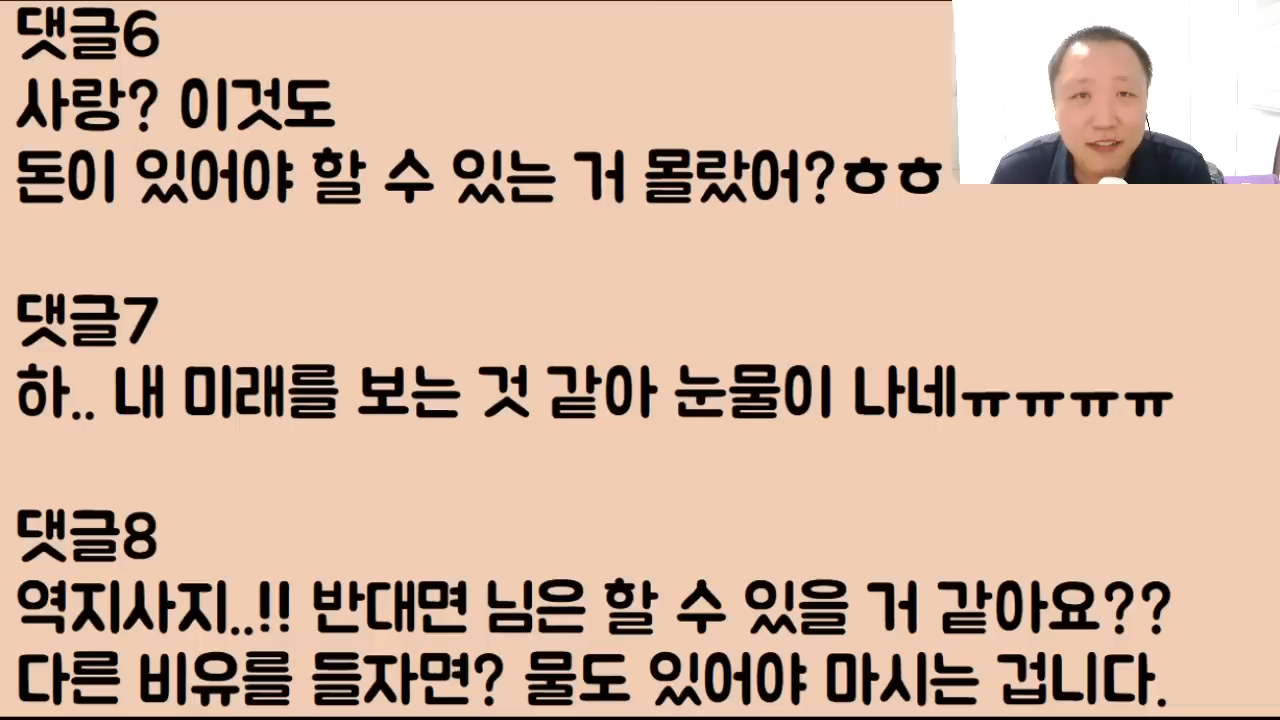 댓글6
사랑? 이것도
돈이 있어야 할 수 있는 거 몰랐어?ㅎㅎ
댓글7
하.. 내 미래를 보는 것 같아 눈물이 나네ㅠㅠㅠㅠ
댓글8
역지사지..!! 반대면 님은 할 수 있을 거 같아요??
다른 비유를 들자면? 물도 있어야 마시는 겁니다.